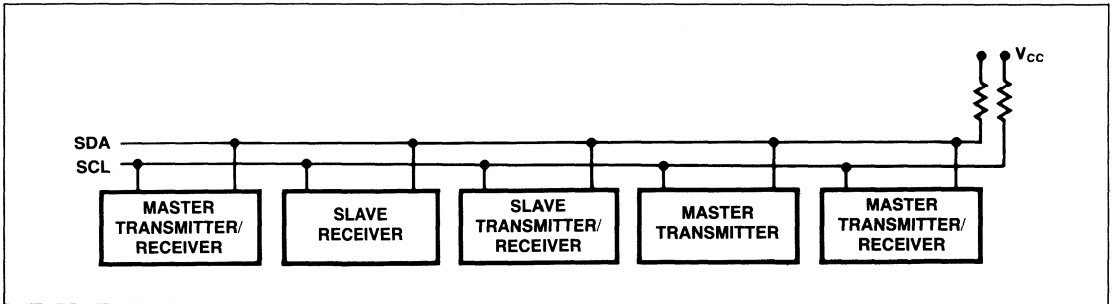 Vcc
SDA
SCL
MASTER
TRANSMITTER/
RECEIVER
SLAVE
RECEIVER
SLAVE
TRANSMITTER/
RECEIVER
MASTER
TRANSMITTER
MASTER
TRANSMITTER/
RECEIVER